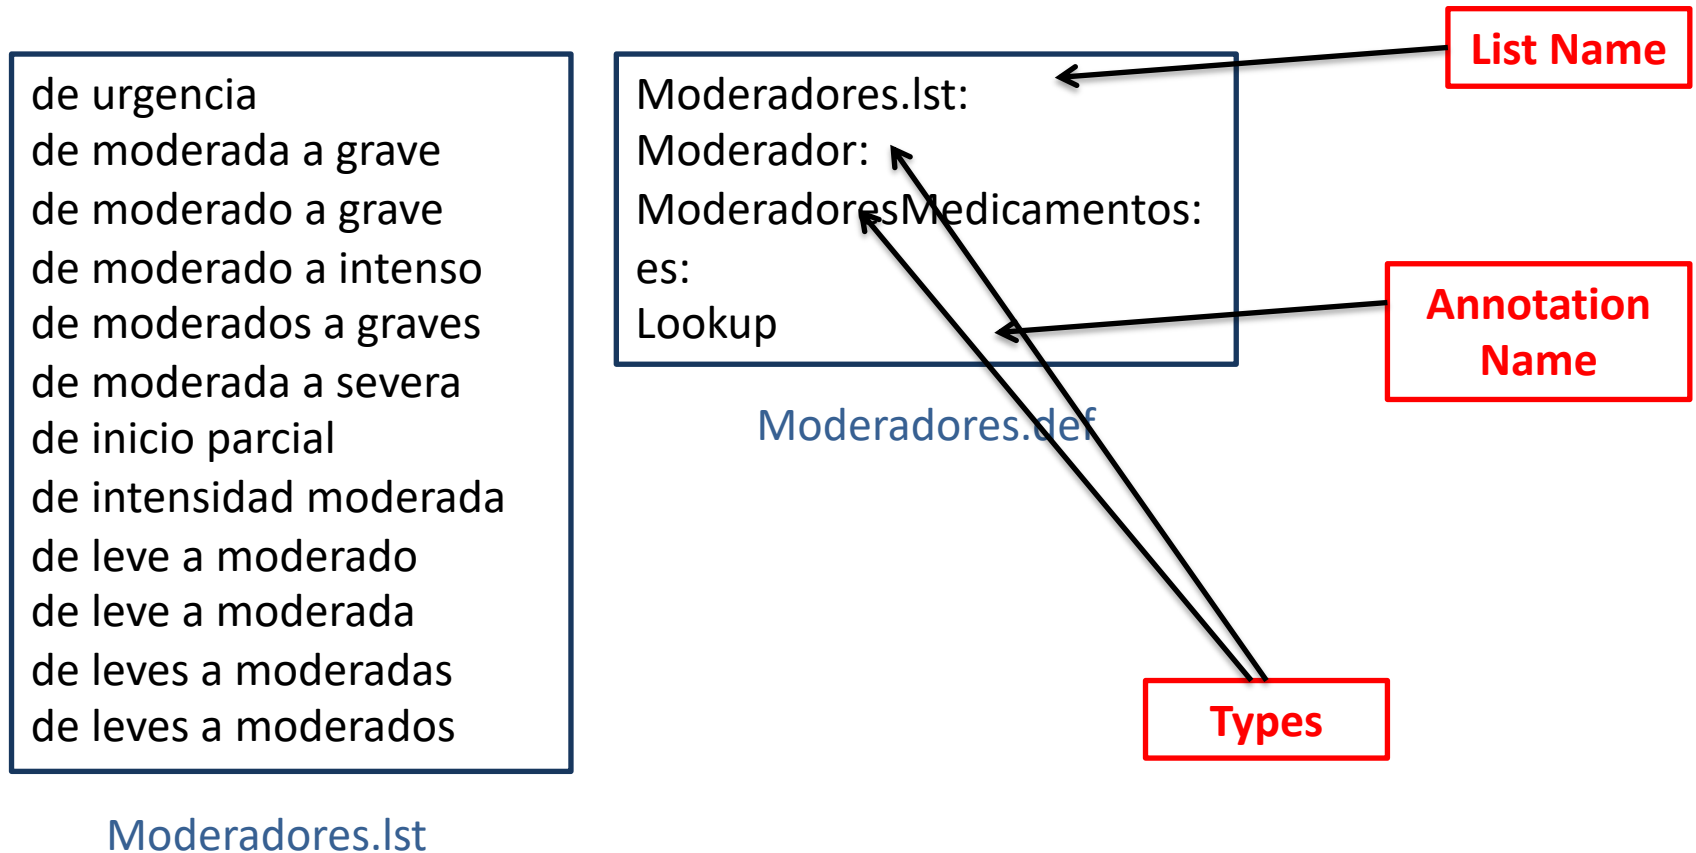 de urgencia
de moderada a grave
de moderado a grave
de moderado a intenso
de moderados a graves
de moderada a severa
de inicio parcial
de intensidad moderada
de leve a moderado
de leve a moderada
de leves a moderadas
de leves a moderados
Moderadores.lst
Moderadores.lst:
Moderador:
ModeradoresMedicamentos:
es:
Lookup
Moderadores.def
List Name
Annotation
Name
Types